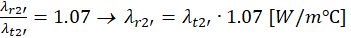 λr2′/λt2′ = 1.07 → λr2′ = λt2′ · 1.07 [W/m°C]